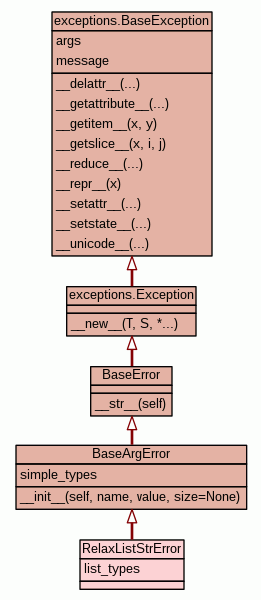 exceptions.BaseException
args
message
__delattr__(...)
__getattribute__(...)
__getitem__(x, y)
__getslice__(x, i, j)
__reduce__(...)
__repr__(x)
__setattr__(...)
__setstate__(...)
__unicode__(...)
exceptions.Exception
__new__(T, S, *...)
BaseError
__str__(self)
BaseArgError
simple_types
__init__(self, name, value, size=None)
RelaxListStrError
list_types